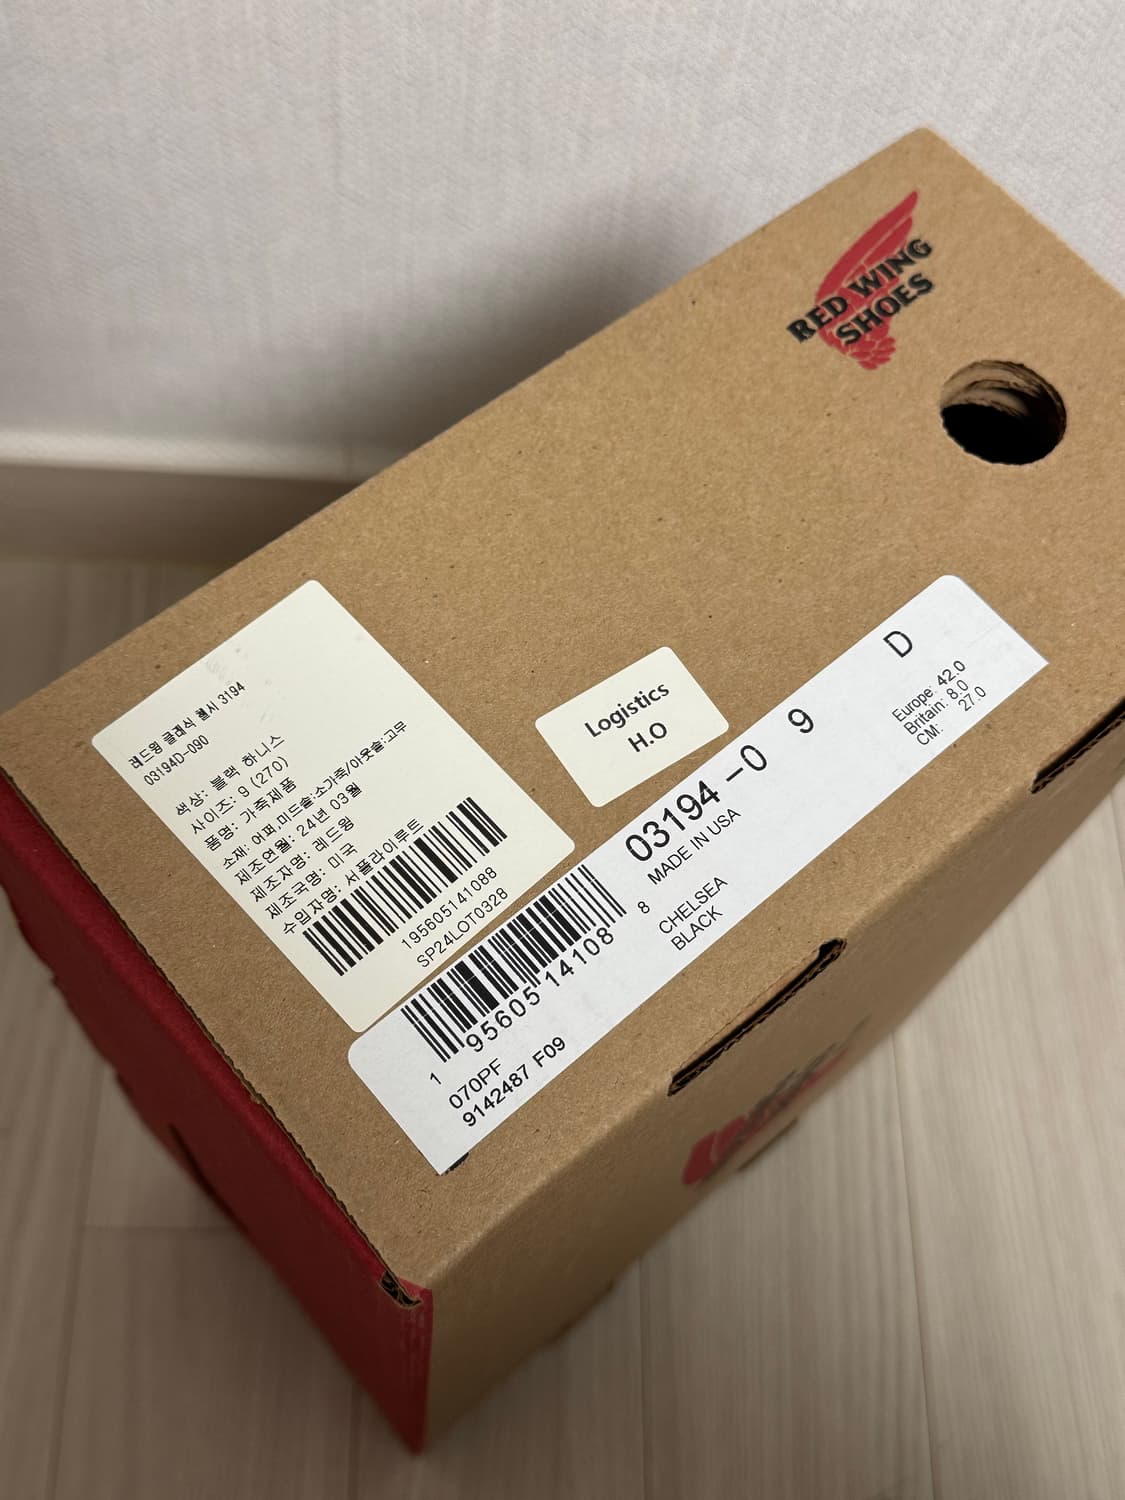 RED WING
SHOES
레드윙 클래식 첼시 3194
03194D-090
색상: 블랙 하니스
사이즈: 9 (270)
품명: 가죽제품
소재: 어퍼,미드솔:소가죽/아웃솔:고무
제조연월: 24년 03월
제조자명: 레드윙
제조국명: 미국
수입자명: 서플라이루트
195605141088
SP24LOT0328
Logistics
H.O
03194-0 9 D
MADE IN USA
Europe: 42.0
Britain: 8.0
CM: 27.0
CHELSEA
BLACK
1 95605 14108 8
070PF
9142487 F09